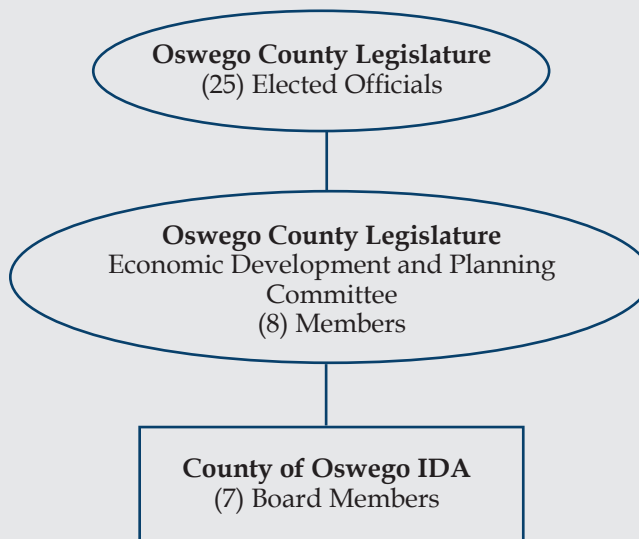 Oswego County Legislature
(25) Elected Officials
Oswego County Legislature
Economic Development and Planning
Committee
(8) Members
County of Oswego IDA
(7) Board Members